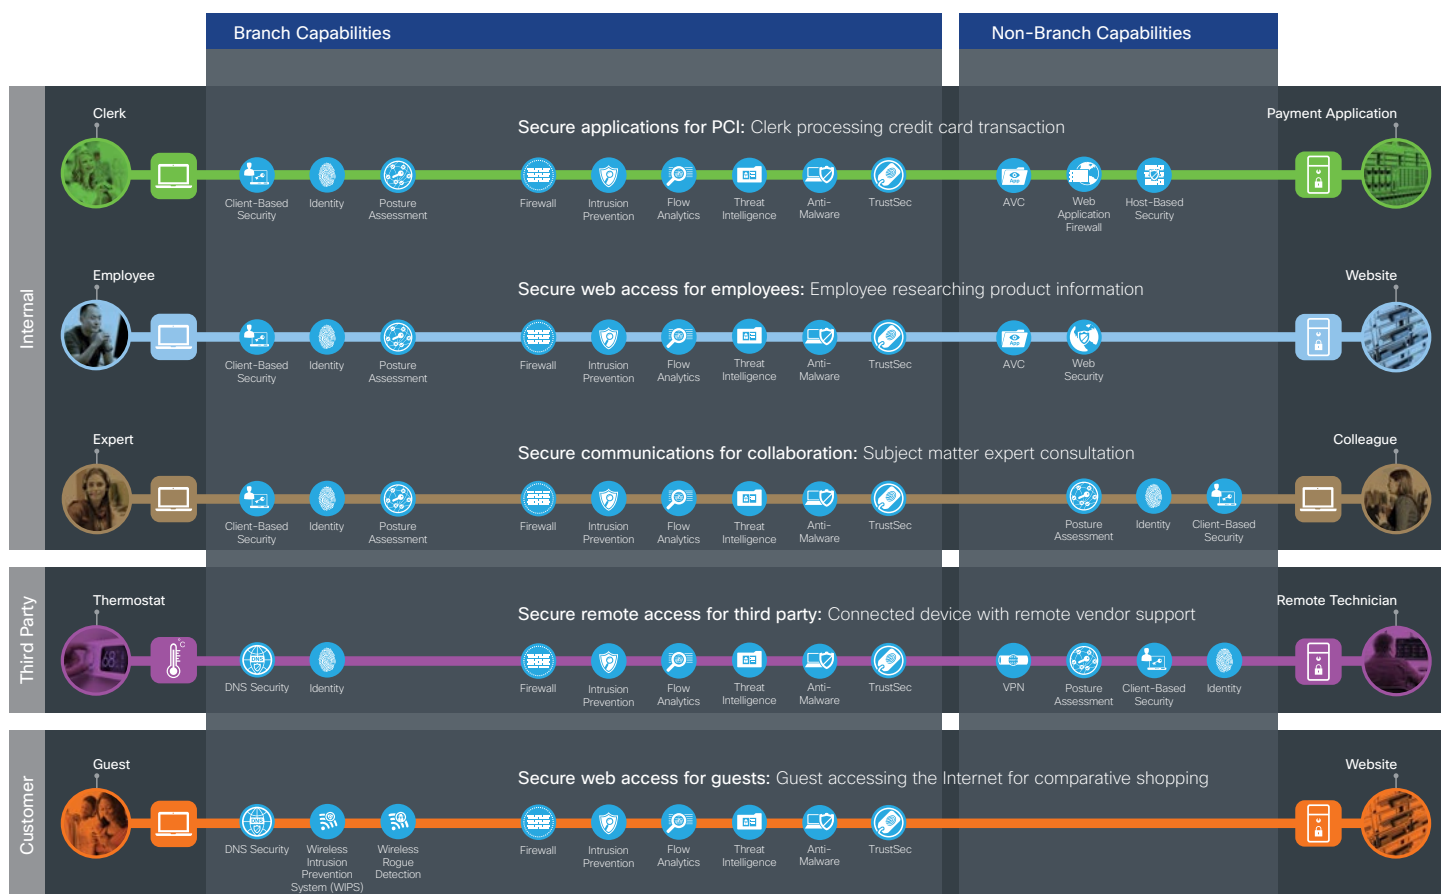 Branch Capabilities
Non-Branch Capabilities
Internal
Clerk
Secure applications for PCI: Clerk processing credit card transaction
Payment Application
Client-Based
Security
Identity
Posture
Assessment
Firewall
Intrusion
Prevention
Flow
Analytics
Threat
Intelligence
Anti-
Malware
TrustSec
App
AVC
Web
Application
Firewall
Host-Based
Security
Employee
Secure web access for employees: Employee researching product information
Website
Client-Based
Security
Identity
Posture
Assessment
Firewall
Intrusion
Prevention
Flow
Analytics
Threat
Intelligence
Anti-
Malware
TrustSec
App
AVC
Web
Security
Expert
Secure communications for collaboration: Subject matter expert consultation
Colleague
Client-Based
Security
Identity
Posture
Assessment
Firewall
Intrusion
Prevention
Flow
Analytics
Threat
Intelligence
Anti-
Malware
TrustSec
Posture
Assessment
Identity
Client-Based
Security
Third Party
Thermostat
Secure remote access for third party: Connected device with remote vendor support
Remote Technician
68
°C
DNS
DNS Security
Identity
Firewall
Intrusion
Prevention
Flow
Analytics
Threat
Intelligence
Anti-
Malware
TrustSec
VPN
Posture
Assessment
Client-Based
Security
Identity
Customer
Guest
Secure web access for guests: Guest accessing the Internet for comparative shopping
Website
DNS
DNS Security
Wireless
Intrusion
Prevention
System (WIPS)
Wireless
Rogue
Detection
Firewall
Intrusion
Prevention
Flow
Analytics
Threat
Intelligence
Anti-
Malware
TrustSec